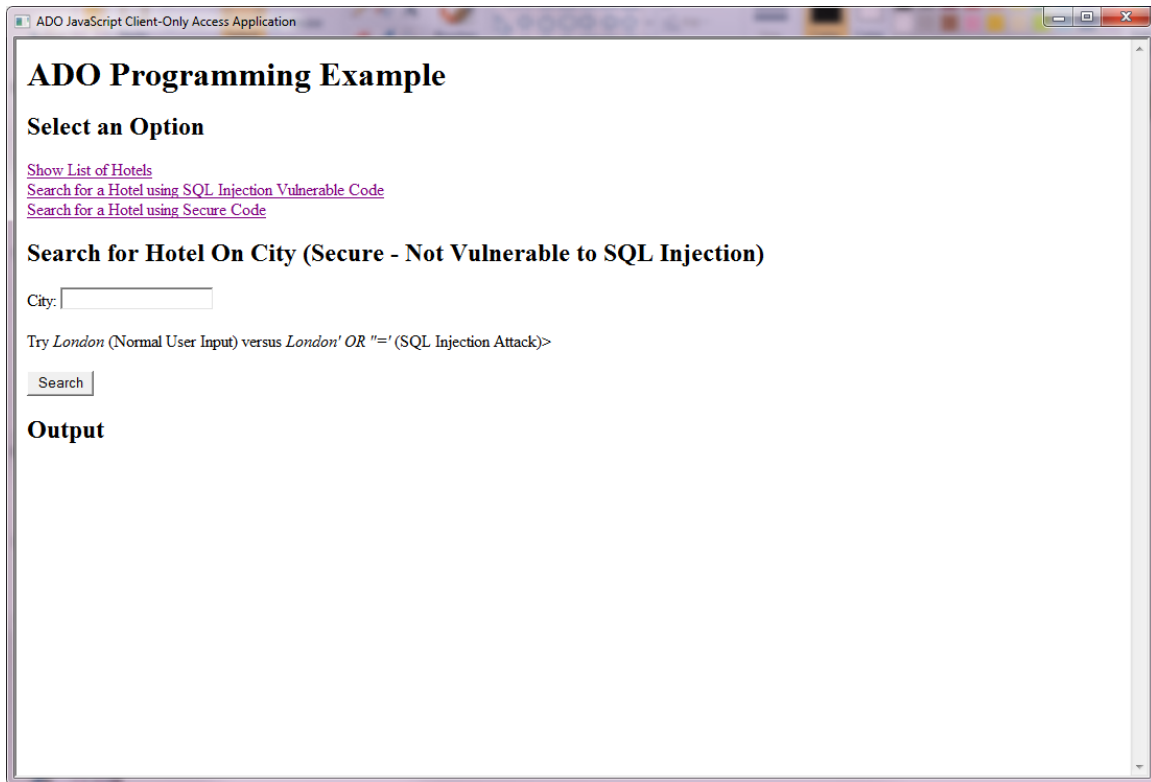 ADO JavaScript Client-Only Access Application
ADO Programming Example
Select an Option
Show List of Hotels
Search for a Hotel using SQL Injection Vulnerable Code
Search for a Hotel using Secure Code
Search for Hotel On City (Secure - Not Vulnerable to SQL Injection)
City:
Try London (Normal User Input) versus London' OR ''=' (SQL Injection Attack)>
Search
Output